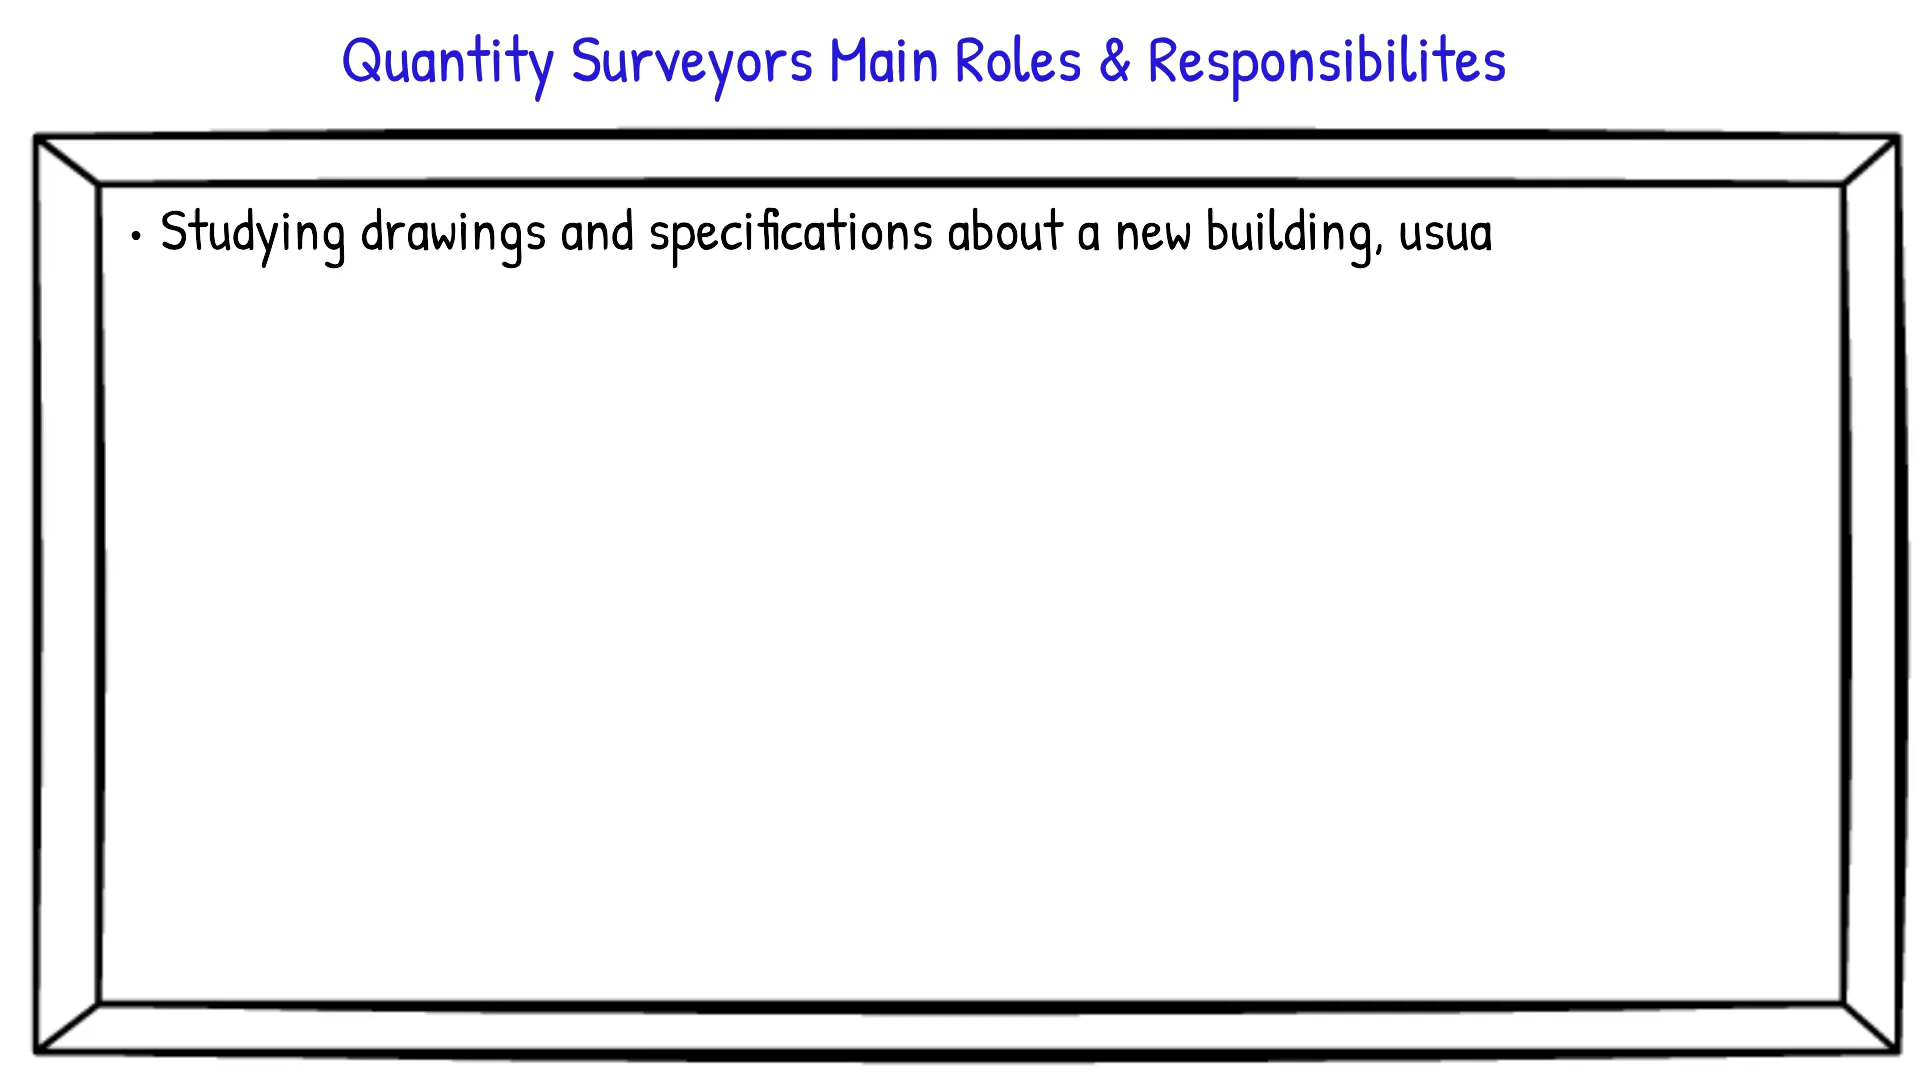 Quantity Surveyors Main Roles & Responsibilites
• Studying drawings and specifications about a new building, usua